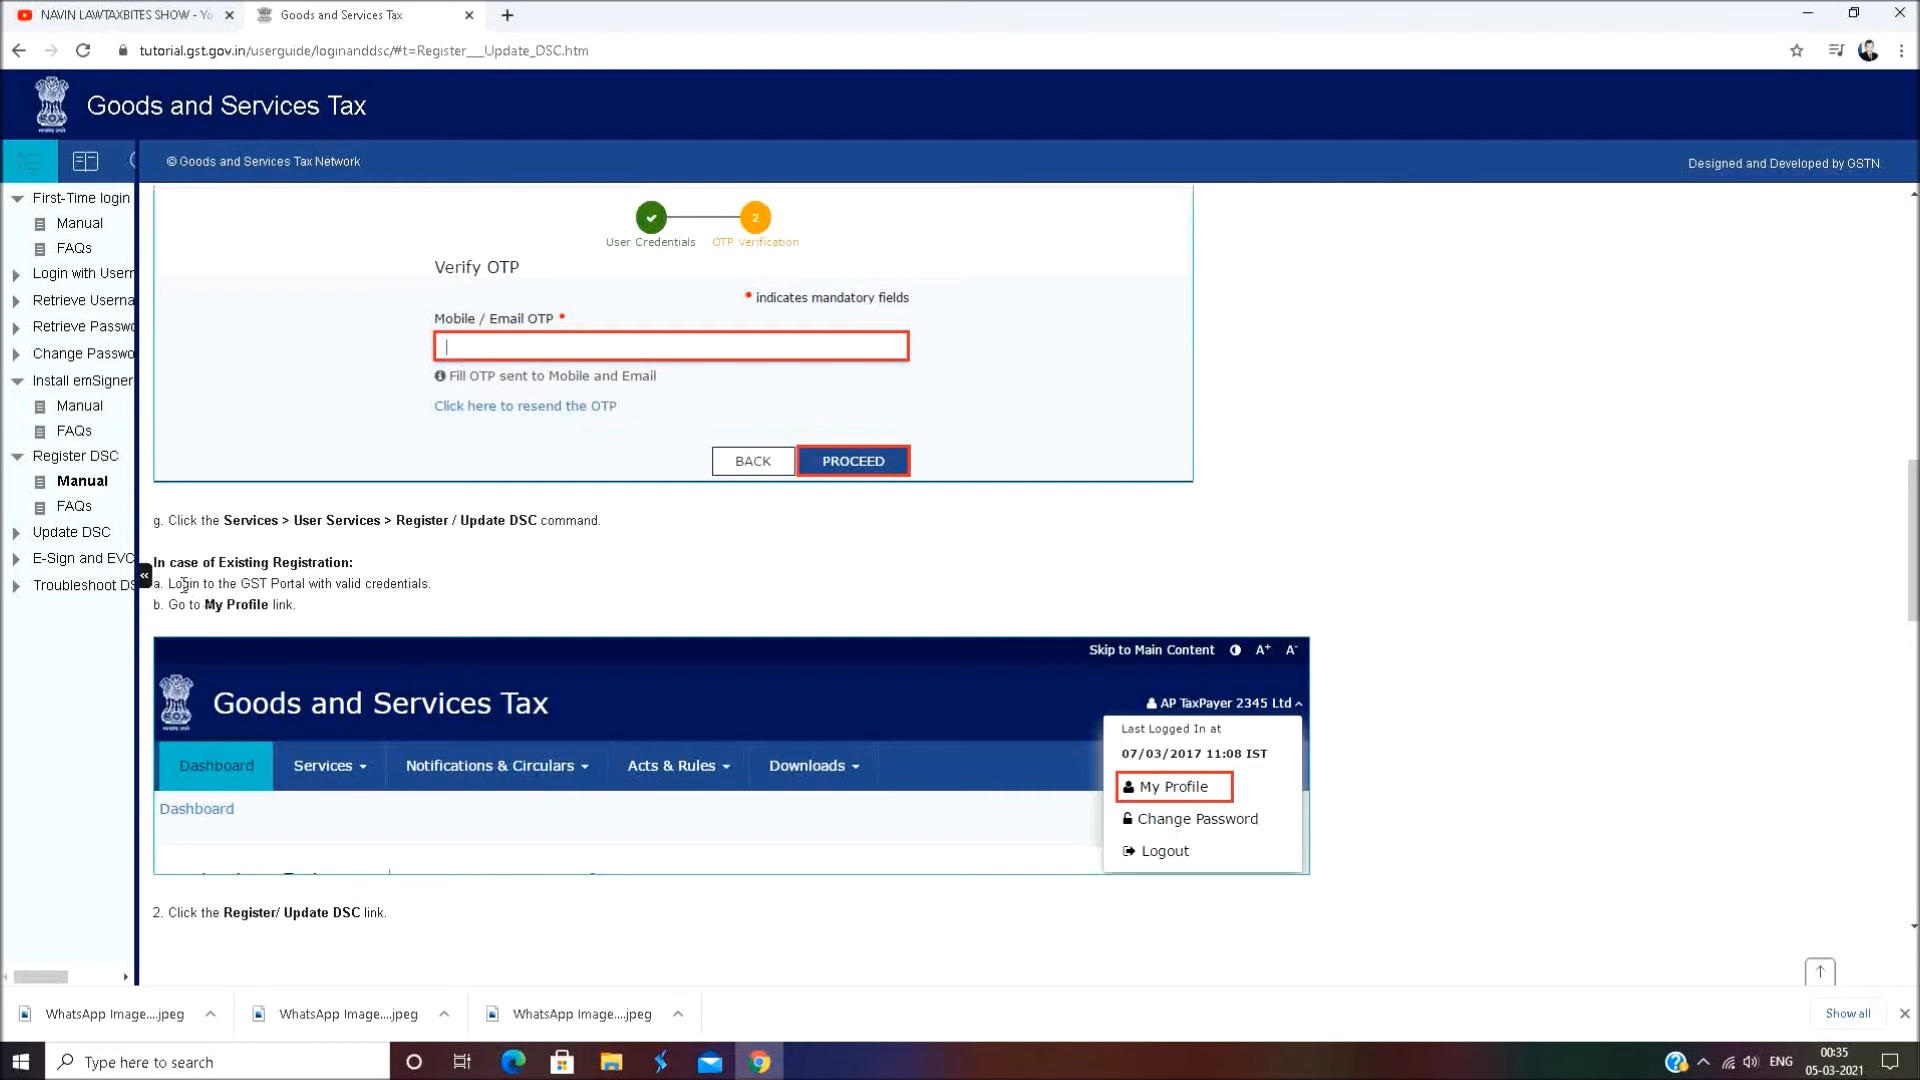 NAVIN LAWTAXBITES SHOW - Yo
Goods and Services Tax
tutorial.gst.gov.in/userguide/loginanddsc/#t=Register___Update_DSC.htm
Goods and Services Tax
© Goods and Services Tax Network
Designed and Developed by GSTN
First-Time login
Manual
FAQs
Login with Usern
Retrieve Userna
Retrieve Passwo
Change Passwo
Install emSigner
Manual
FAQs
Register DSC
Manual
FAQs
Update DSC
E-Sign and EVC
Troubleshoot DS
2
User Credentials
OTP Verification
Verify OTP
• indicates mandatory fields
Mobile / Email OTP •
Fill OTP sent to Mobile and Email
Click here to resend the OTP
BACK
PROCEED
g. Click the Services > User Services > Register / Update DSC command.
In case of Existing Registration:
a. Login to the GST Portal with valid credentials.
b. Go to My Profile link.
Skip to Main Content
A+
A-
Goods and Services Tax
AP TaxPayer 2345 Ltd
Last Logged In at
07/03/2017 11:08 IST
My Profile
Change Password
Logout
Dashboard
Services
Notifications & Circulars
Acts & Rules
Downloads
Dashboard
2. Click the Register/ Update DSC link.
WhatsApp Image....jpeg
WhatsApp Image....jpeg
WhatsApp Image....jpeg
Show all
Type here to search
ENG
00:35
05-03-2021